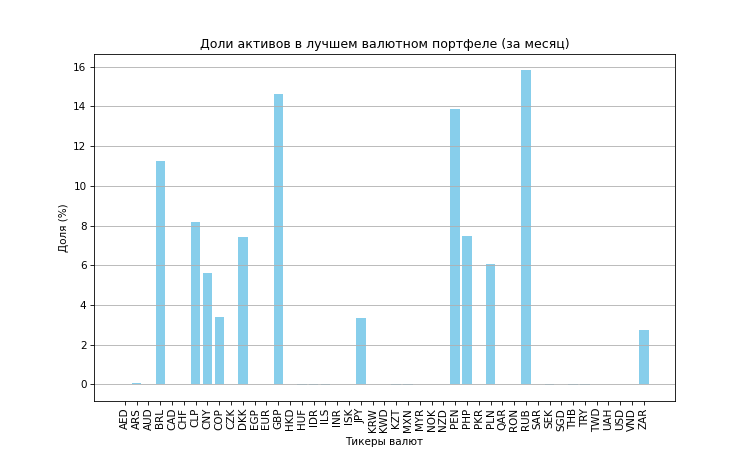 Доли активов в лучшем валютном портфеле (за месяц)
Доля (%)
16
14
12
10
8
6
4
2
0
AED
ARS
AUD
BRL
CAD
CHF
CLP
CNY
COP
CZK
DKK
EGP
EUR
GBP
HKD
HUF
IDR
ILS
INR
ISK
JPY
KRW
KWD
KZT
MXN
MYR
NOK
NZD
PEN
PHP
PKR
PLN
QAR
RON
RUB
SAR
SEK
SGD
THB
TRY
TWD
UAH
USD
VND
ZAR
Тикеры валют